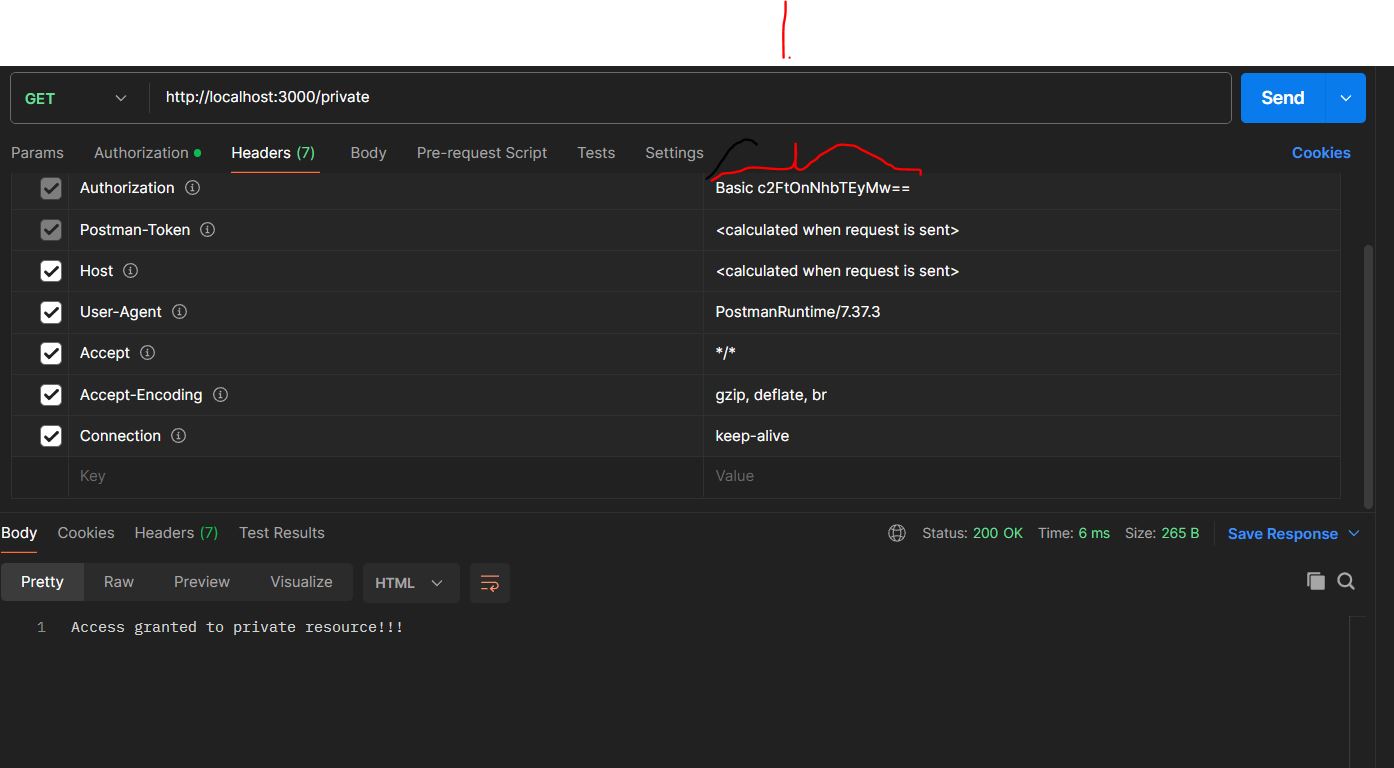 GET http://localhost:3000/private Send
Params Authorization Headers (7) Body Pre-request Script Tests Settings Cookies
Authorization Basic c2FtOnNhbTEyMw==
Postman-Token <calculated when request is sent>
Host <calculated when request is sent>
User-Agent PostmanRuntime/7.37.3
Accept */*
Accept-Encoding gzip, deflate, br
Connection keep-alive
Key Value
Body Cookies Headers (7) Test Results Status: 200 OK Time: 6 ms Size: 265 B Save Response
Pretty Raw Preview Visualize HTML
1 Access granted to private resource!!!